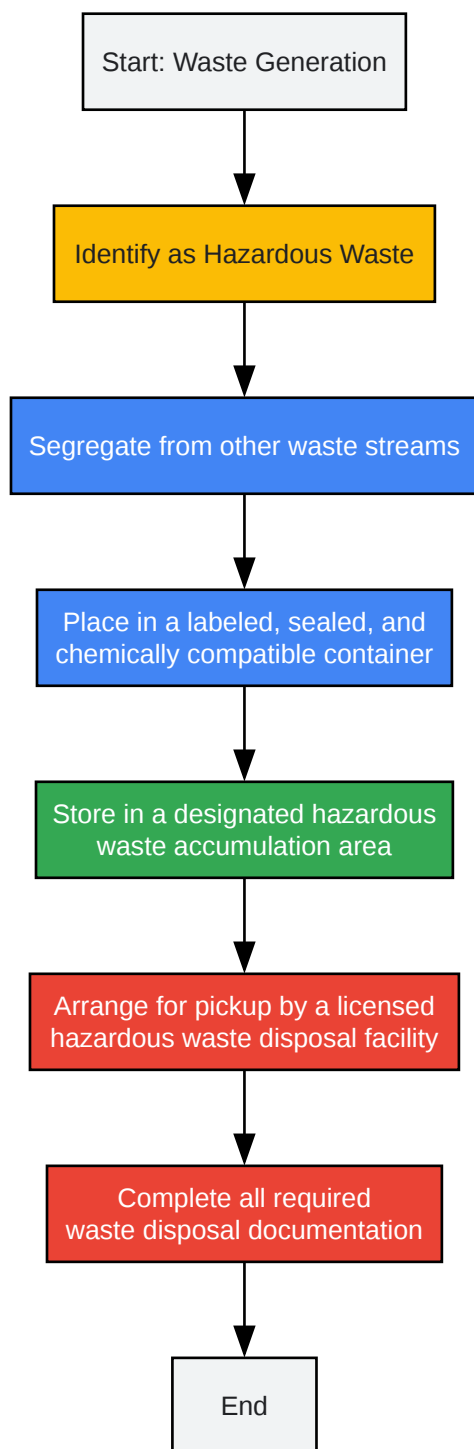 Start: Waste Generation
Identify as Hazardous Waste
Segregate from other waste streams
Place in a labeled, sealed, and
chemically compatible container
Store in a designated hazardous
waste accumulation area
Arrange for pickup by a licensed
hazardous waste disposal facility
Complete all required
waste disposal documentation
End